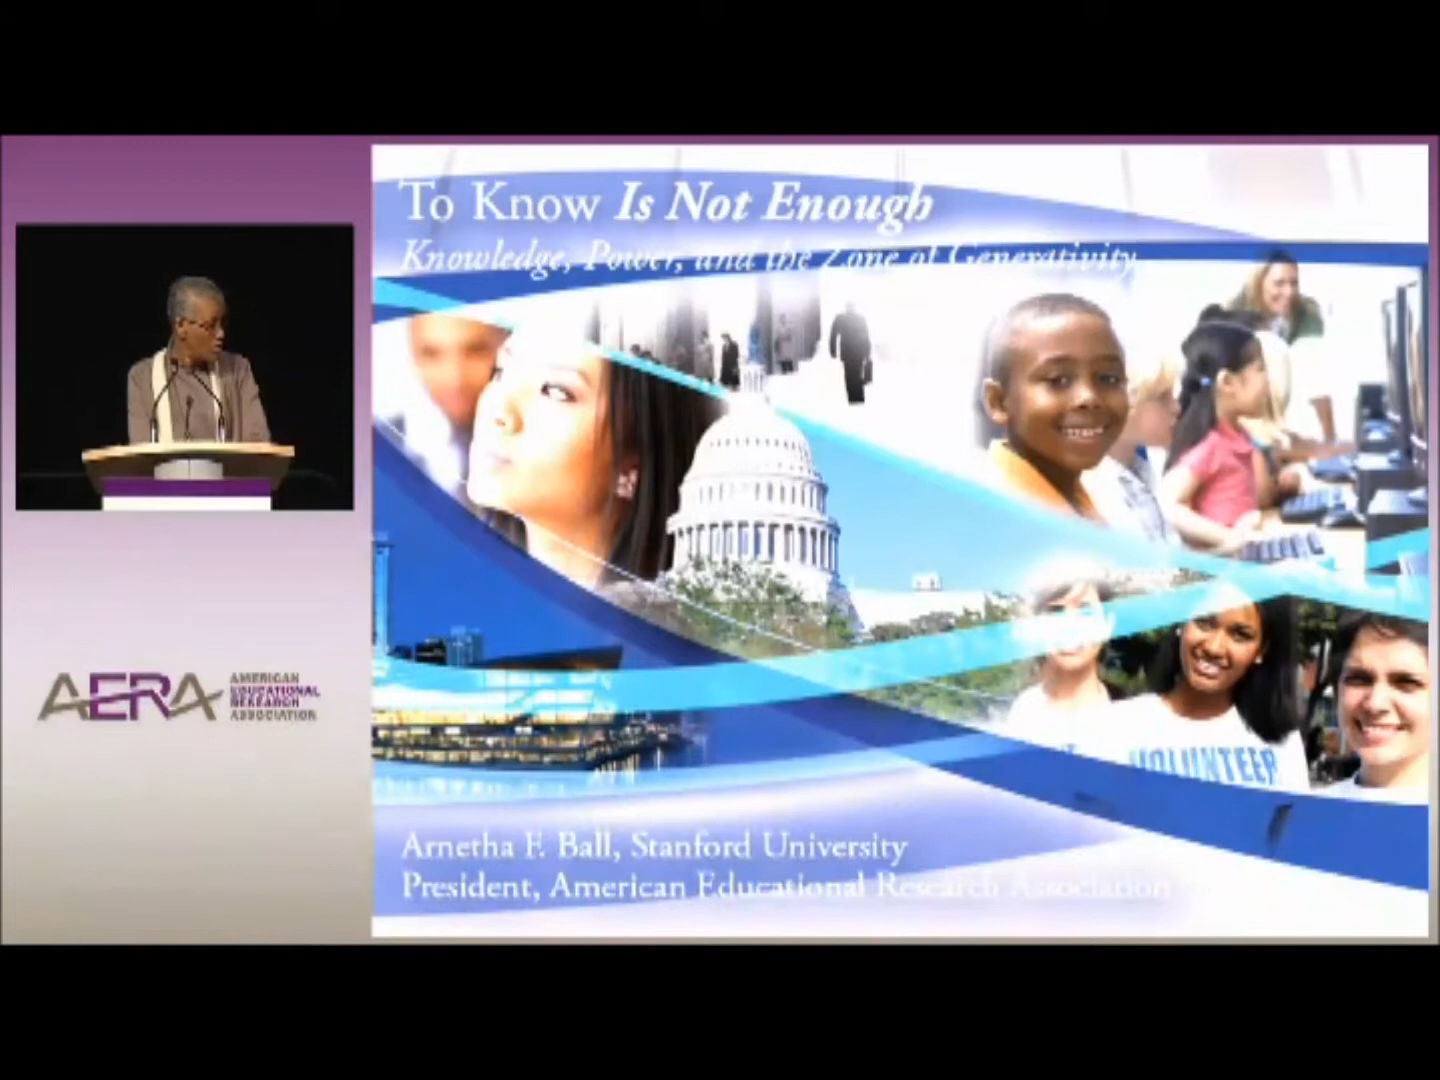 To Know Is Not Enough
Knowledge, Power, and the Zone of Generativity
AERA
AMERICAN
EDUCATIONAL
RESEARCH
ASSOCIATION
VOLUNTEER
Arnetha F. Ball, Stanford University
President, American Educational Research Association